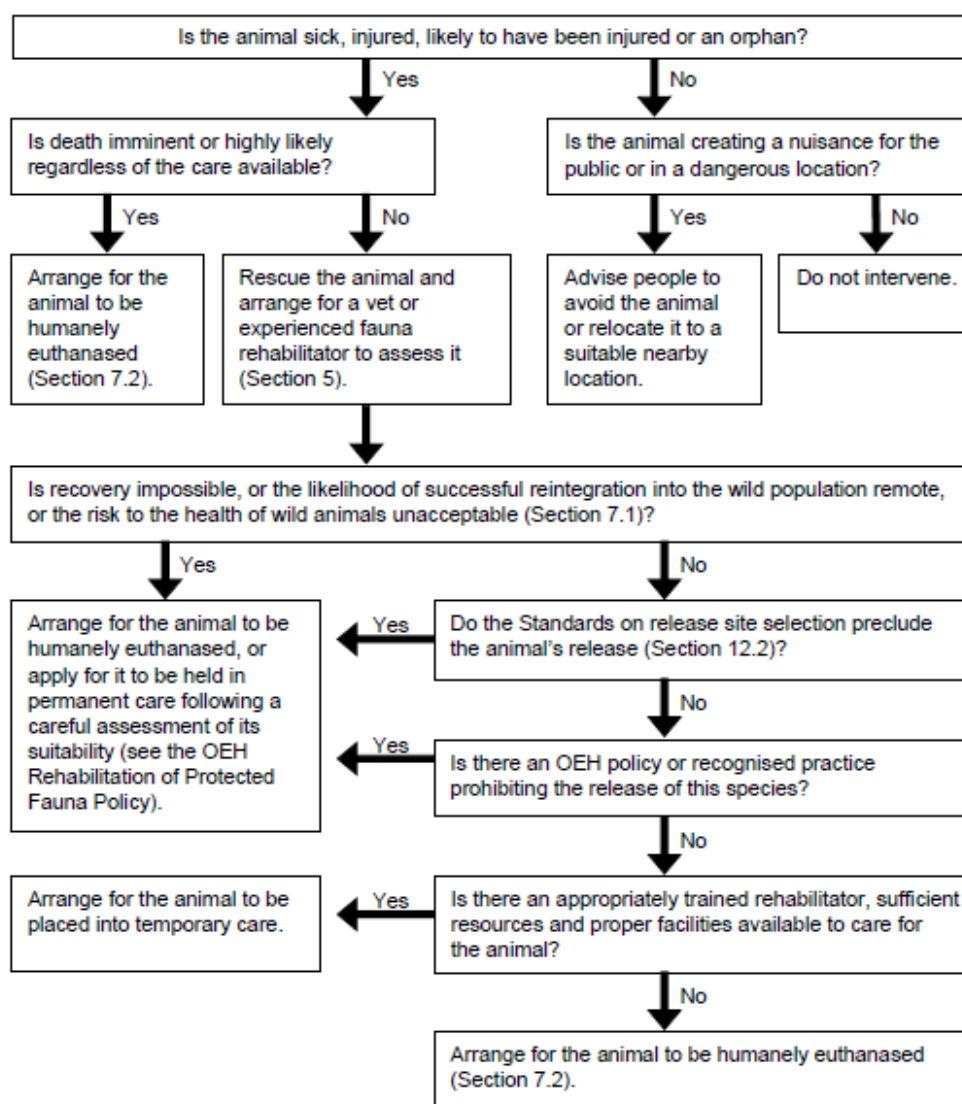 Is the animal sick, injured, likely to have been injured or an orphan?
Yes
No
Is death imminent or highly likely
regardless of the care available?
Is the animal creating a nuisance for the
public or in a dangerous location?
Yes
No
Yes
No
Arrange for the
animal to be
humanely
euthanased
(Section 7.2).
Rescue the animal and
arrange for a vet or
experienced fauna
rehabilitator to assess it
(Section 5).
Advise people to
avoid the animal
or relocate it to a
suitable nearby
location.
Do not intervene.
Is recovery impossible, or the likelihood of successful reintegration into the wild population remote,
or the risk to the health of wild animals unacceptable (Section 7.1)?
Yes
No
Arrange for the animal to be
humanely euthanased, or
apply for it to be held in
permanent care following a
careful assessment of its
suitability (see the OEH
Rehabilitation of Protected
Fauna Policy).
Yes
Do the Standards on release site selection preclude
the animal's release (Section 12.2)?
No
Yes
Is there an OEH policy or recognised practice
prohibiting the release of this species?
No
Arrange for the animal to be
placed into temporary care.
Yes
Is there an appropriately trained rehabilitator, sufficient
resources and proper facilities available to care for
the animal?
No
Arrange for the animal to be humanely euthanased
(Section 7.2).